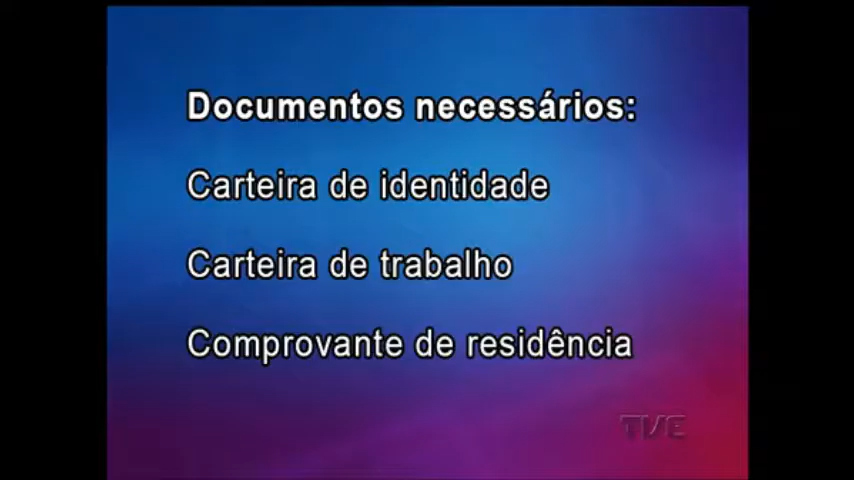 Documentos necessários:
Carteira de identidade
Carteira de trabalho
Comprovante de residência
TVE